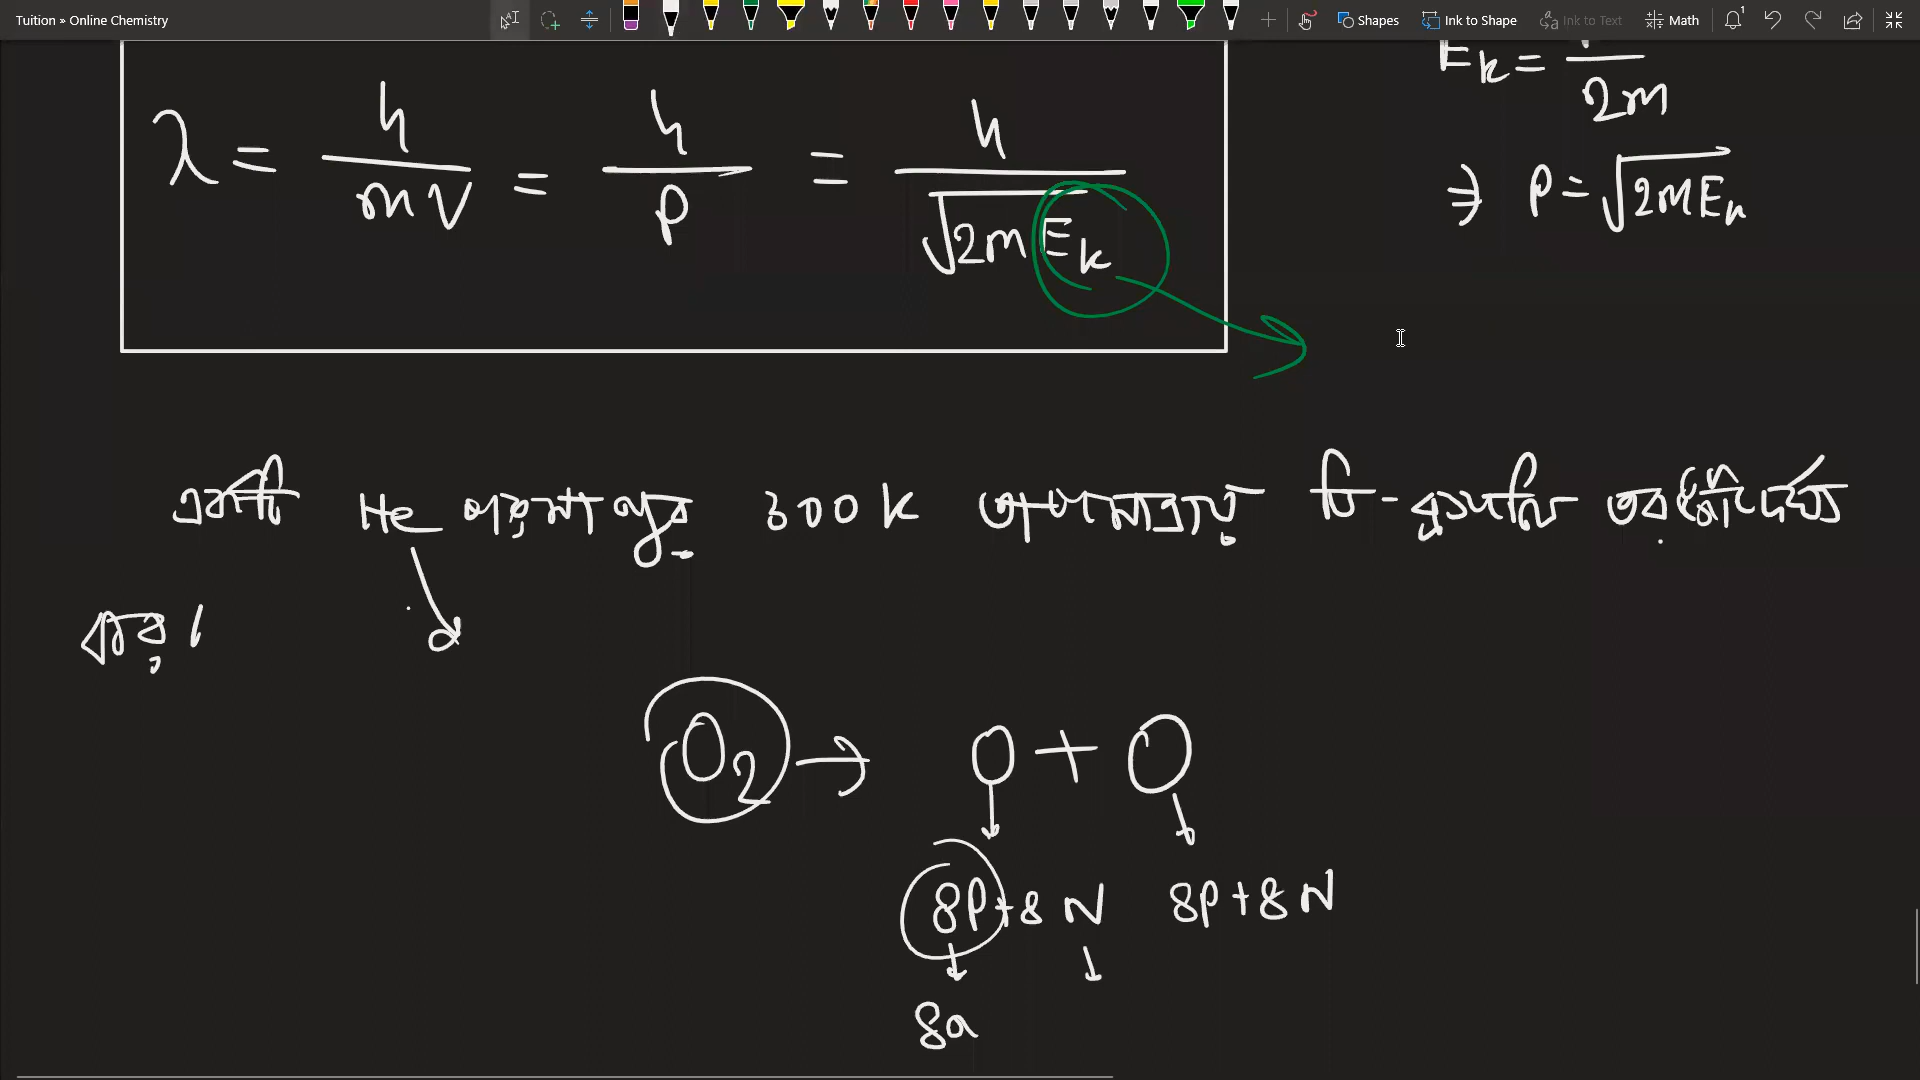 Tuition » Online Chemistry
Shapes Ink to Shape Ink to Text Math
λ = h/mv = h/p = h/√2mEk
Ek = /2m
⇒ p = √2mEk
একটি He পরমাণুর 300 K তাপমাত্রায় ডি-ব্রগলির তরঙ্গদৈর্ঘ্য
কত।
O2 → O + O
8P+8N 8P+8N
8a